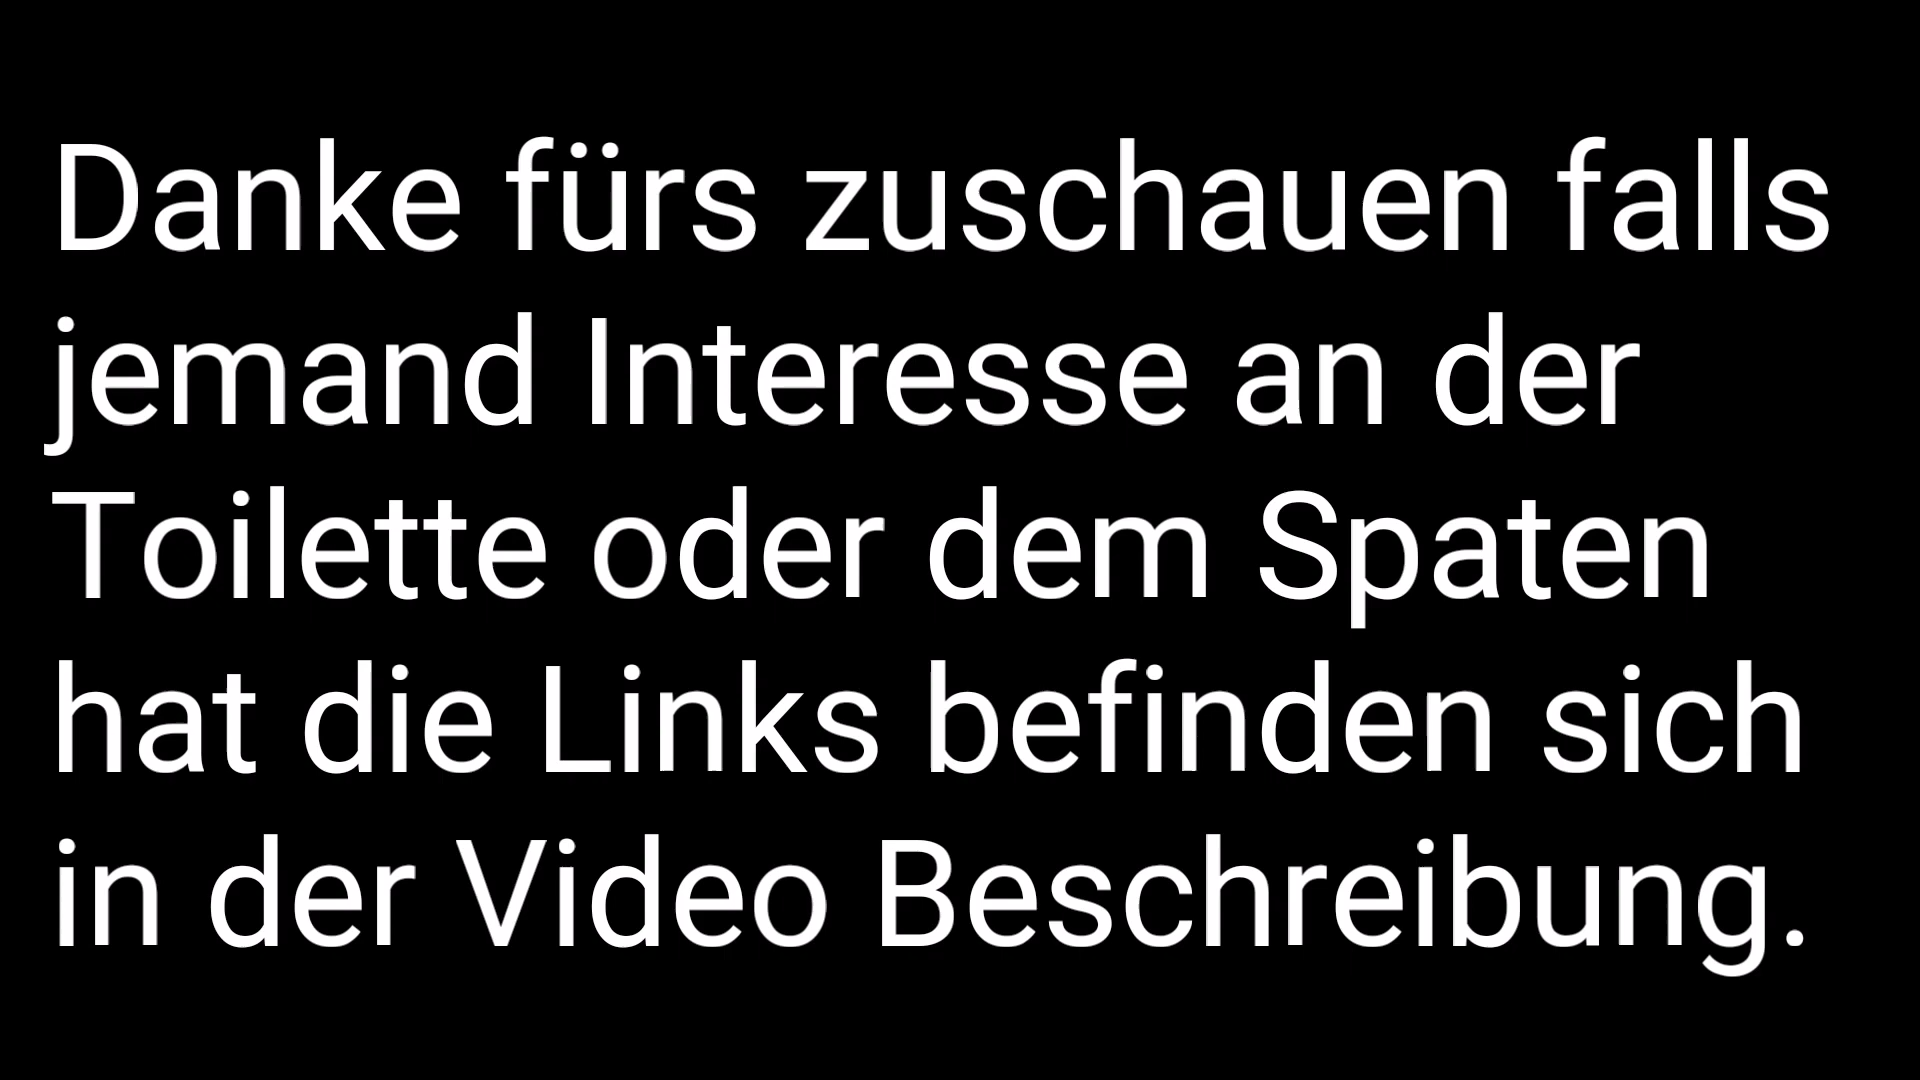 Danke fürs zuschauen falls
jemand Interesse an der
Toilette oder dem Spaten
hat die Links befinden sich
in der Video Beschreibung.